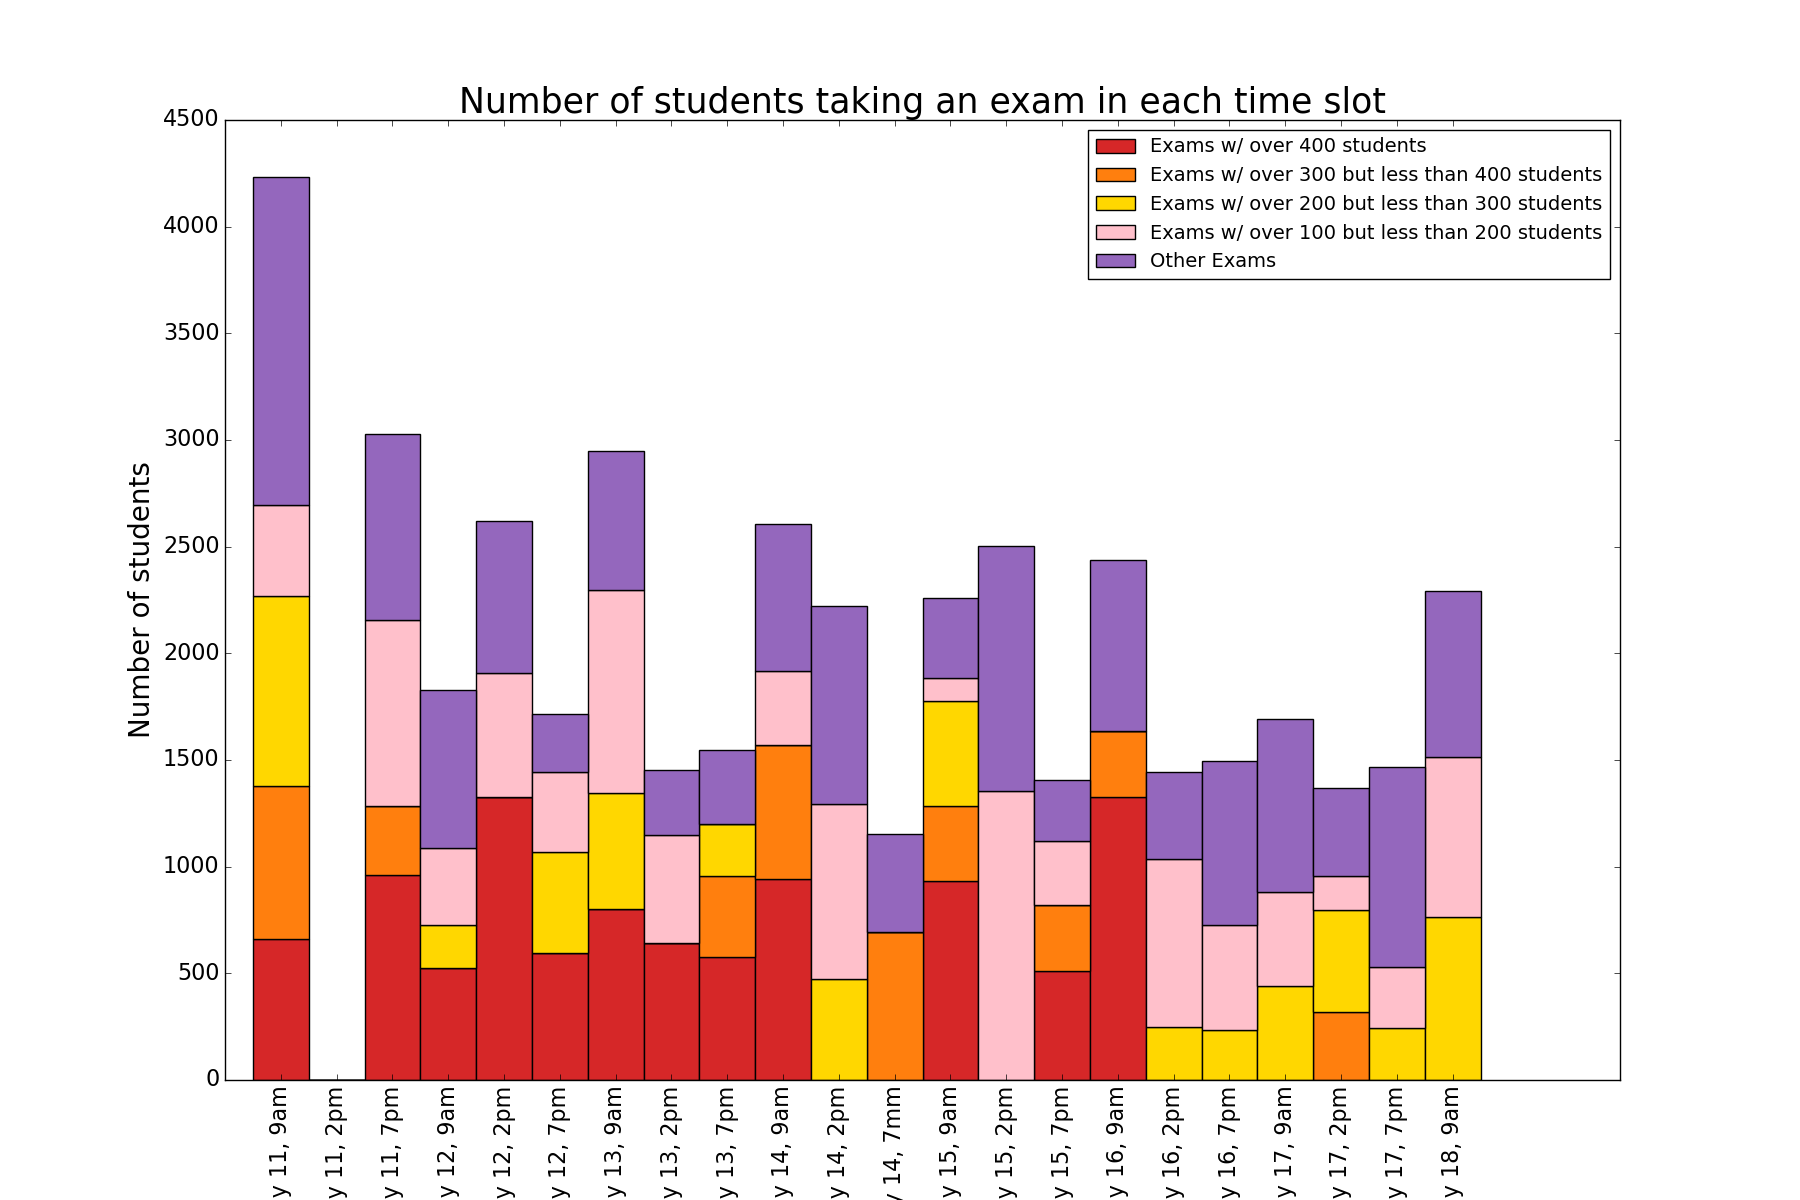 Number of students taking an exam in each time slot
Number of students
4500
4000
3500
3000
2500
2000
1500
1000
500
0
Exams w/ over 400 students
Exams w/ over 300 but less than 400 students
Exams w/ over 200 but less than 300 students
Exams w/ over 100 but less than 200 students
Other Exams
y 11, 9am
y 11, 2pm
y 11, 7pm
y 12, 9am
y 12, 2pm
y 12, 7pm
y 13, 9am
y 13, 2pm
y 13, 7pm
y 14, 9am
y 14, 2pm
y 14, 7mm
y 15, 9am
y 15, 2pm
y 15, 7pm
y 16, 9am
y 16, 2pm
y 16, 7pm
y 17, 9am
y 17, 2pm
y 17, 7pm
y 18, 9am